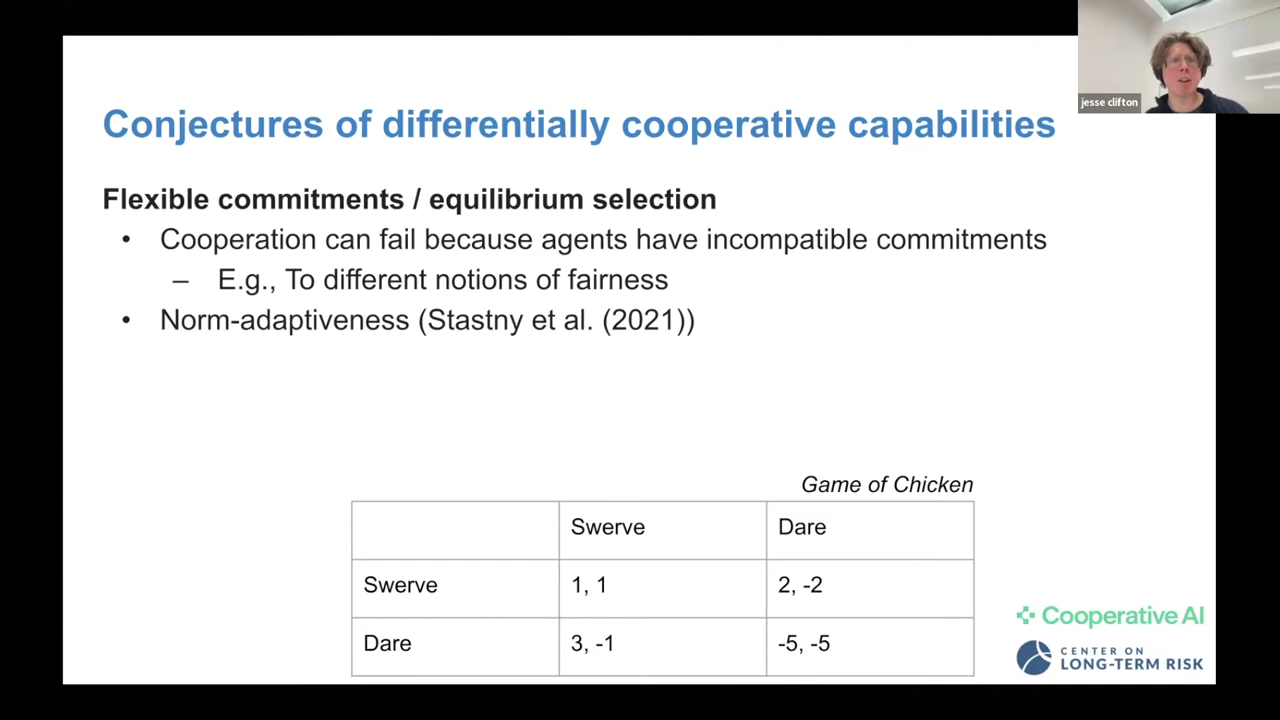 jesse clifton
Conjectures of differentially cooperative capabilities
Flexible commitments / equilibrium selection
• Cooperation can fail because agents have incompatible commitments
– E.g., To different notions of fairness
• Norm-adaptiveness (Stastny et al. (2021))
Game of Chicken
Swerve Dare
Swerve 1, 1 2, -2
Dare 3, -1 -5, -5
Cooperative AI
CENTER ON
LONG-TERM RISK